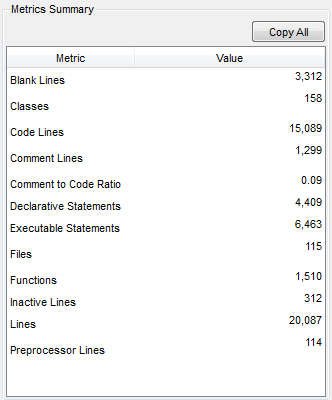 Metrics Summary
Copy All
Metric Value
Blank Lines 3,312
Classes 158
Code Lines 15,089
Comment Lines 1,299
Comment to Code Ratio 0.09
Declarative Statements 4,409
Executable Statements 6,463
Files 115
Functions 1,510
Inactive Lines 312
Lines 20,087
Preprocessor Lines 114